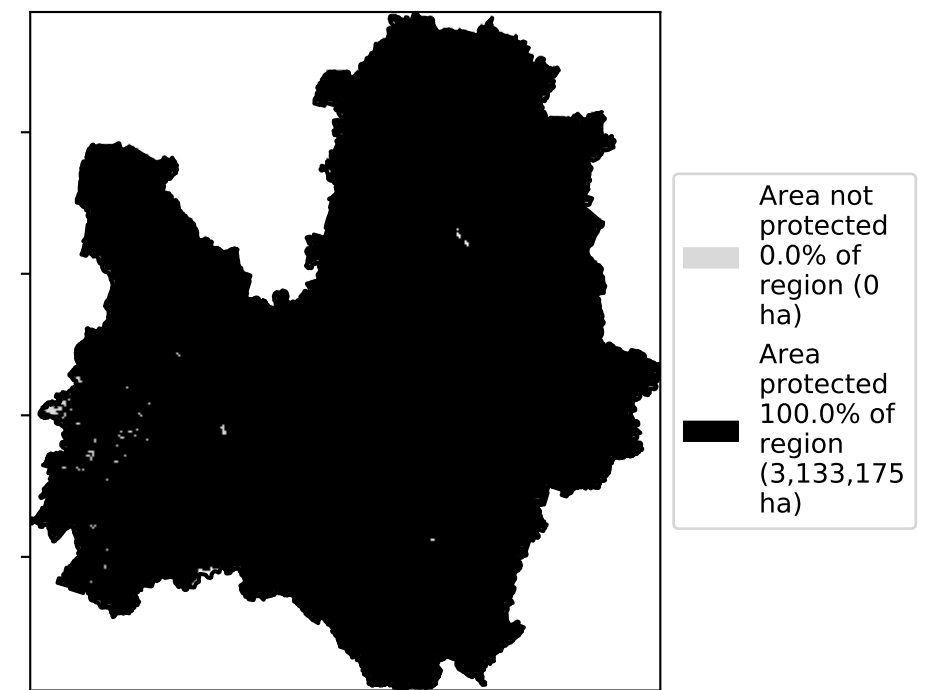 Area not
protected
0.0% of
region (0
ha)
Area
protected
100.0% of
region
(3,133,175
ha)